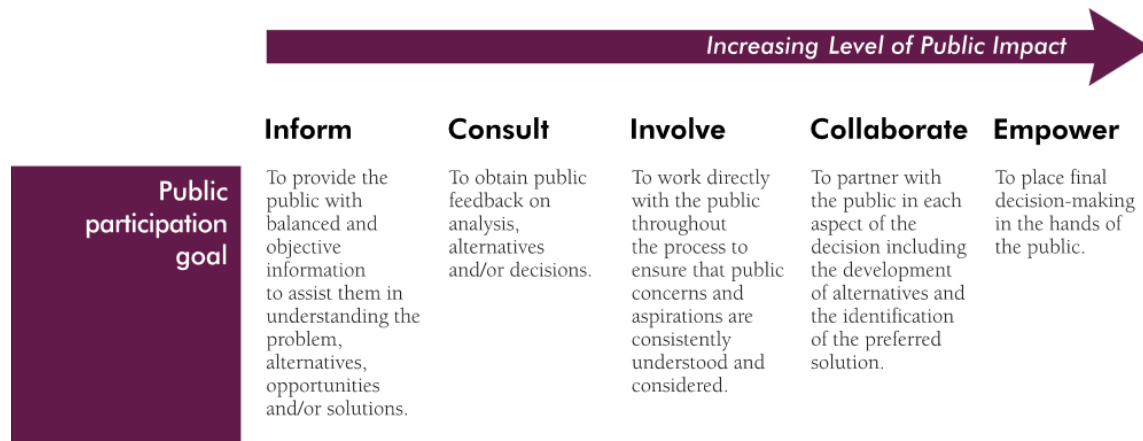 Increasing Level of Public Impact
Inform
Consult
Involve
Collaborate
Empower
Public
participation
goal
To provide the
public with
balanced and
objective
information
to assist them in
understanding the
problem,
alternatives,
opportunities
and/or solutions.
To obtain public
feedback on
analysis,
alternatives
and/or decisions.
To work directly
with the public
throughout
the process to
ensure that public
concerns and
aspirations are
consistently
understood and
considered.
To partner with
the public in each
aspect of the
decision including
the development
of alternatives and
the identification
of the preferred
solution.
To place final
decision-making
in the hands of
the public.